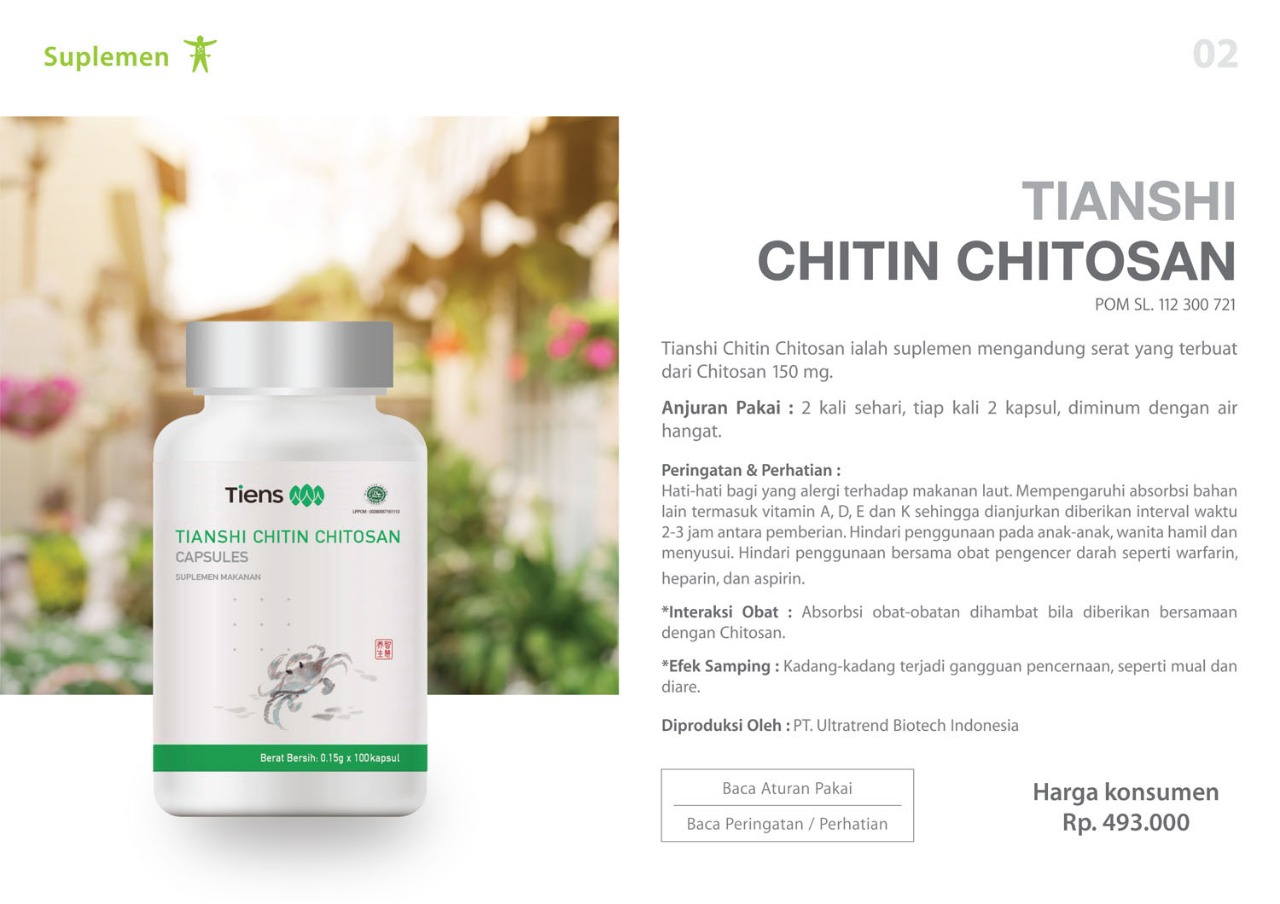 Suplemen
02
TIANSHI
CHITIN CHITOSAN
POM SL. 112 300 721
Tianshi Chitin Chitosan ialah suplemen mengandung serat yang terbuat
dari Chitosan 150 mg.
Anjuran Pakai : 2 kali sehari, tiap kali 2 kapsul, diminum dengan air
hangat.
Peringatan & Perhatian :
Hati-hati bagi yang alergi terhadap makanan laut. Mempengaruhi absorbsi bahan
lain termasuk vitamin A, D, E dan K sehingga dianjurkan diberikan interval waktu
2-3 jam antara pemberian. Hindari penggunaan pada anak-anak, wanita hamil dan
menyusui. Hindari penggunaan bersama obat pengencer darah seperti warfarin,
heparin, dan aspirin.
*Interaksi Obat : Absorbsi obat-obatan dihambat bila diberikan bersamaan
dengan Chitosan.
*Efek Samping : Kadang-kadang terjadi gangguan pencernaan, seperti mual dan
diare.
Diproduksi Oleh : PT. Ultratrend Biotech Indonesia
Baca Aturan Pakai
Baca Peringatan / Perhatian
Harga konsumen
Rp. 493.000
Tiens
TIANSHI CHITIN CHITOSAN
CAPSULES
SUPLEMEN MAKANAN
Berat Bersih: 0.15g x 100kapsul